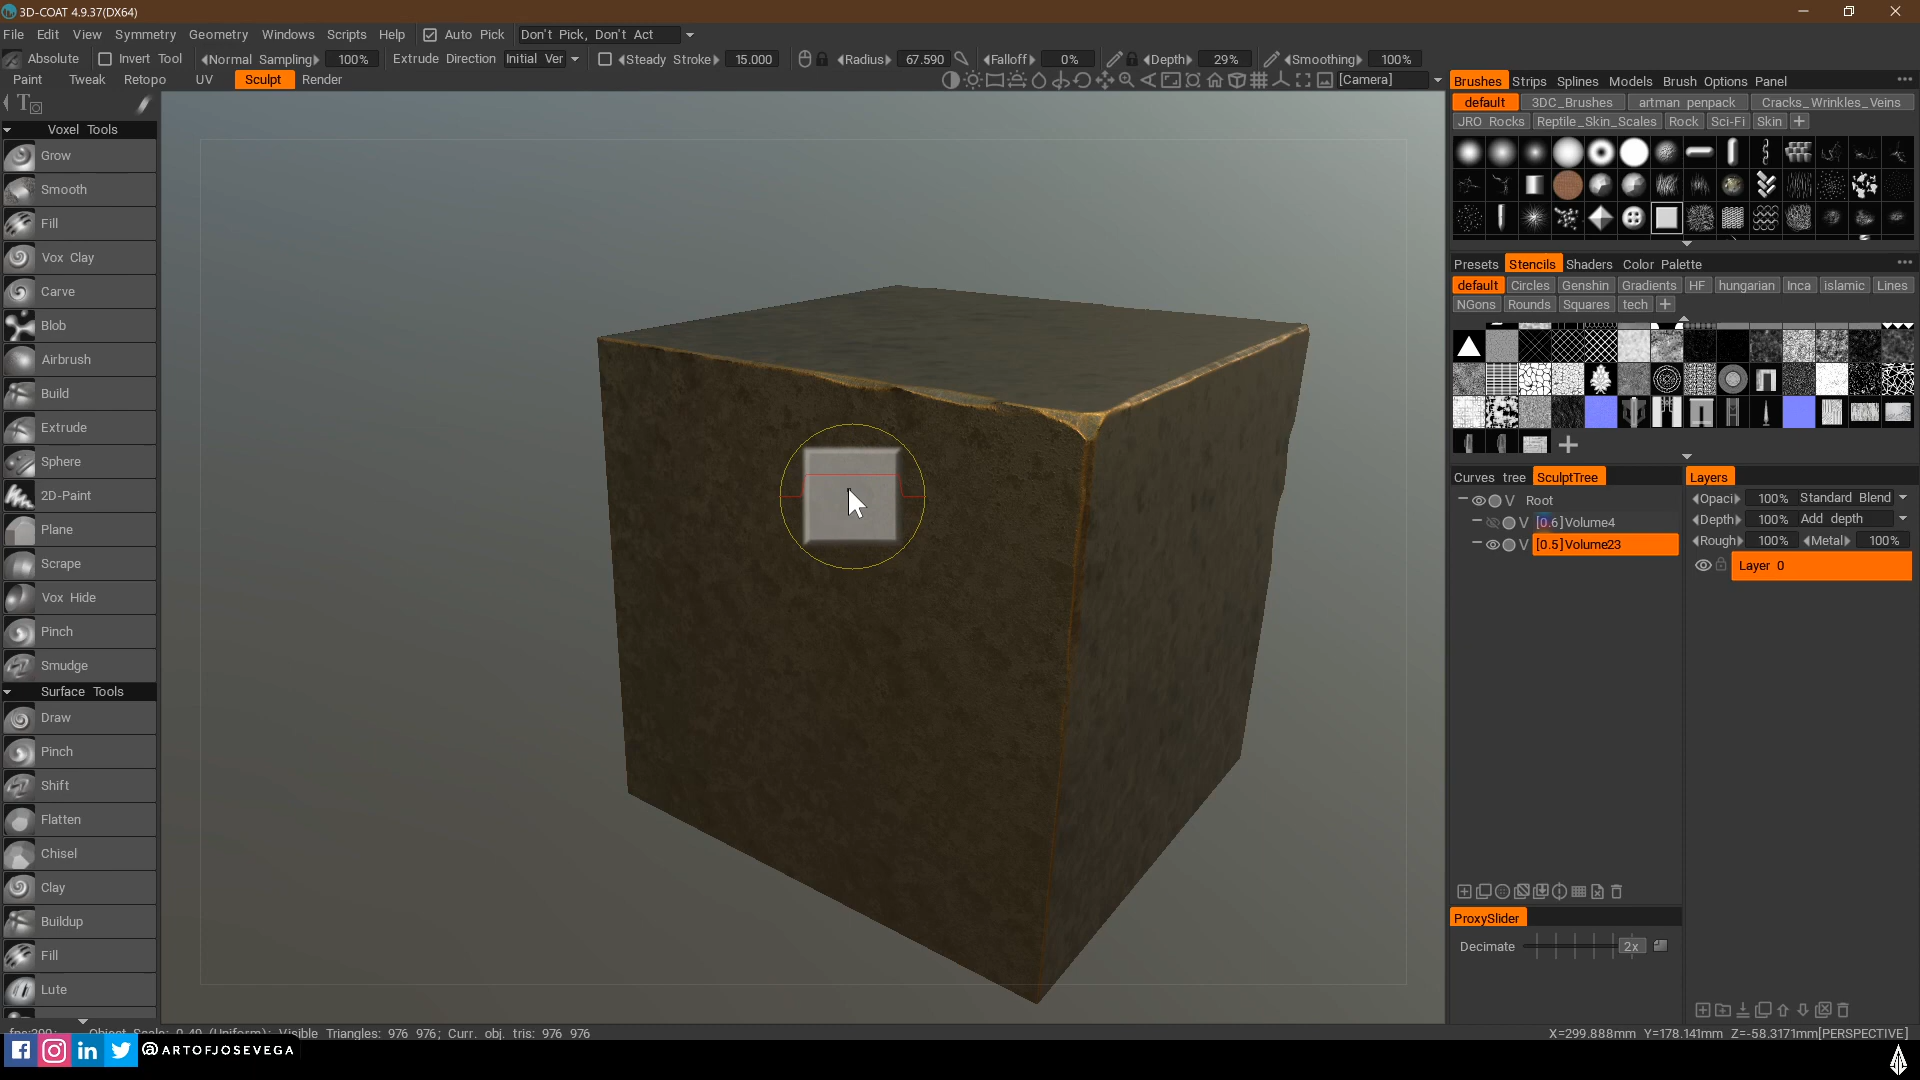 3D-COAT 4.9.37(DX64)
File Edit View Symmetry Geometry Windows Scripts Help Auto Pick Don't Pick, Don't Act
Absolute Invert Tool Normal Sampling 100% Extrude Direction Initial Ver Steady Stroke 15.000 Radius 67.590 Falloff 0% Depth 29% Smoothing 100%
Paint Tweak Retopo UV Sculpt Render [Camera]
Voxel Tools
Grow
Smooth
Fill
Vox Clay
Carve
Blob
Airbrush
Build
Extrude
Sphere
2D-Paint
Plane
Scrape
Vox Hide
Pinch
Smudge
Surface Tools
Draw
Pinch
Shift
Flatten
Chisel
Clay
Buildup
Fill
Lute
Brushes Strips Splines Models Brush Options Panel
default 3DC_Brushes artman penpack Cracks_Wrinkles_Veins
JRO Rocks Reptile_Skin_Scales Rock Sci-Fi Skin
Presets Stencils Shaders Color Palette
default Circles Genshin Gradients HF hungarian Inca islamic Lines
NGons Rounds Squares tech
Curves tree SculptTree
Root
V [0.6]Volume4
V [0.5]Volume23
Layers
Opaci 100% Standard Blend
Depth 100% Add depth
Rough 100% Metal 100%
Layer 0
ProxySlider
Decimate 2x
Object Scale: 0.40 (Uniform); Visible Triangles: 976 976; Curr. obj. tris: 976 976
X=299.888mm Y=178.141mm Z=-58.3171mm[PERSPECTIVE]
@ARTOFJOSEVEGA